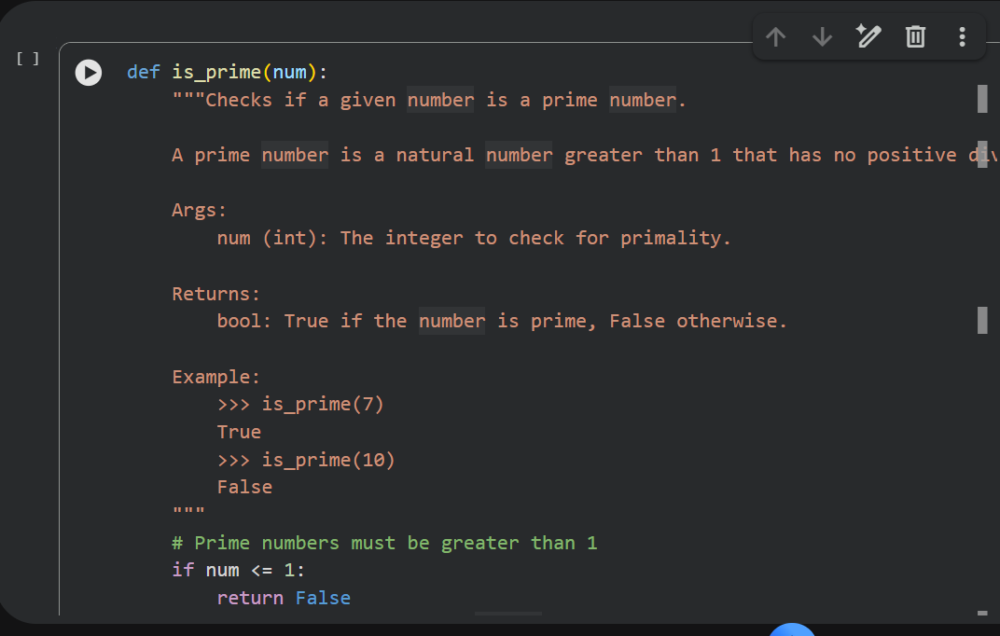 [ ]
def is_prime(num):
"""Checks if a given number is a prime number.
A prime number is a natural number greater than 1 that has no positive
Args:
num (int): The integer to check for primality.
Returns:
bool: True if the number is prime, False otherwise.
Example:
>>> is_prime(7)
True
>>> is_prime(10)
False
"""
# Prime numbers must be greater than 1
if num <= 1:
return False